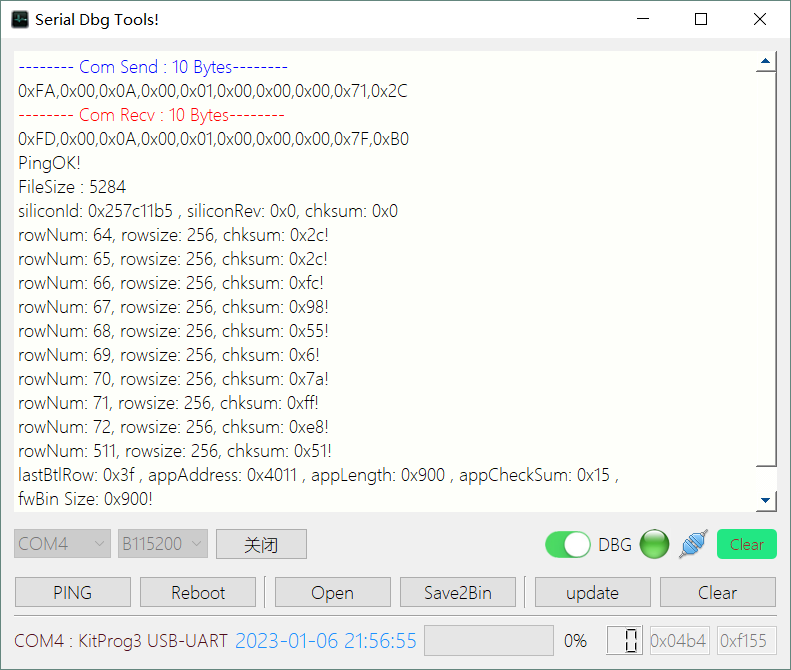 Serial Dbg Tools!
-------- Com Send : 10 Bytes--------
0xFA,0x00,0x0A,0x00,0x01,0x00,0x00,0x00,0x71,0x2C
-------- Com Recv : 10 Bytes--------
0xFD,0x00,0x0A,0x00,0x01,0x00,0x00,0x00,0x7F,0xB0
PingOK!
FileSize : 5284
siliconId: 0x257c11b5 , siliconRev: 0x0, chksum: 0x0
rowNum: 64, rowsize: 256, chksum: 0x2c!
rowNum: 65, rowsize: 256, chksum: 0x2c!
rowNum: 66, rowsize: 256, chksum: 0xfc!
rowNum: 67, rowsize: 256, chksum: 0x98!
rowNum: 68, rowsize: 256, chksum: 0x55!
rowNum: 69, rowsize: 256, chksum: 0x6!
rowNum: 70, rowsize: 256, chksum: 0x7a!
rowNum: 71, rowsize: 256, chksum: 0xff!
rowNum: 72, rowsize: 256, chksum: 0xe8!
rowNum: 511, rowsize: 256, chksum: 0x51!
lastBtlRow: 0x3f , appAddress: 0x4011 , appLength: 0x900 , appCheckSum: 0x15 ,
fwBin Size: 0x900!
COM4 B115200 关闭 DBG Clear
PING Reboot Open Save2Bin update Clear
COM4 : KitProg3 USB-UART 2023-01-06 21:56:55 0% 0 0x04b4 0xf155